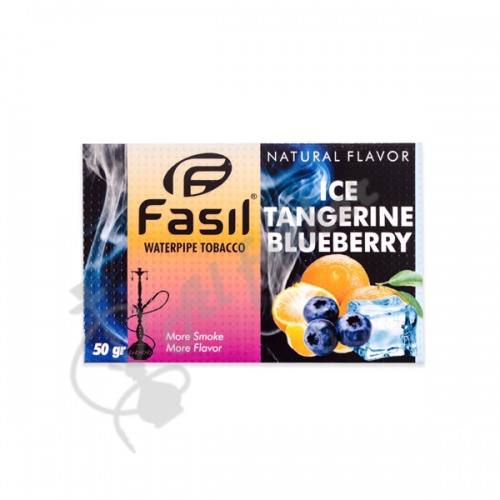 Fasil®
WATERPIPE TOBACCO
50 gr
More Smoke
More Flavor
NATURAL FLAVOR
ICE
TANGERINE
BLUEBERRY